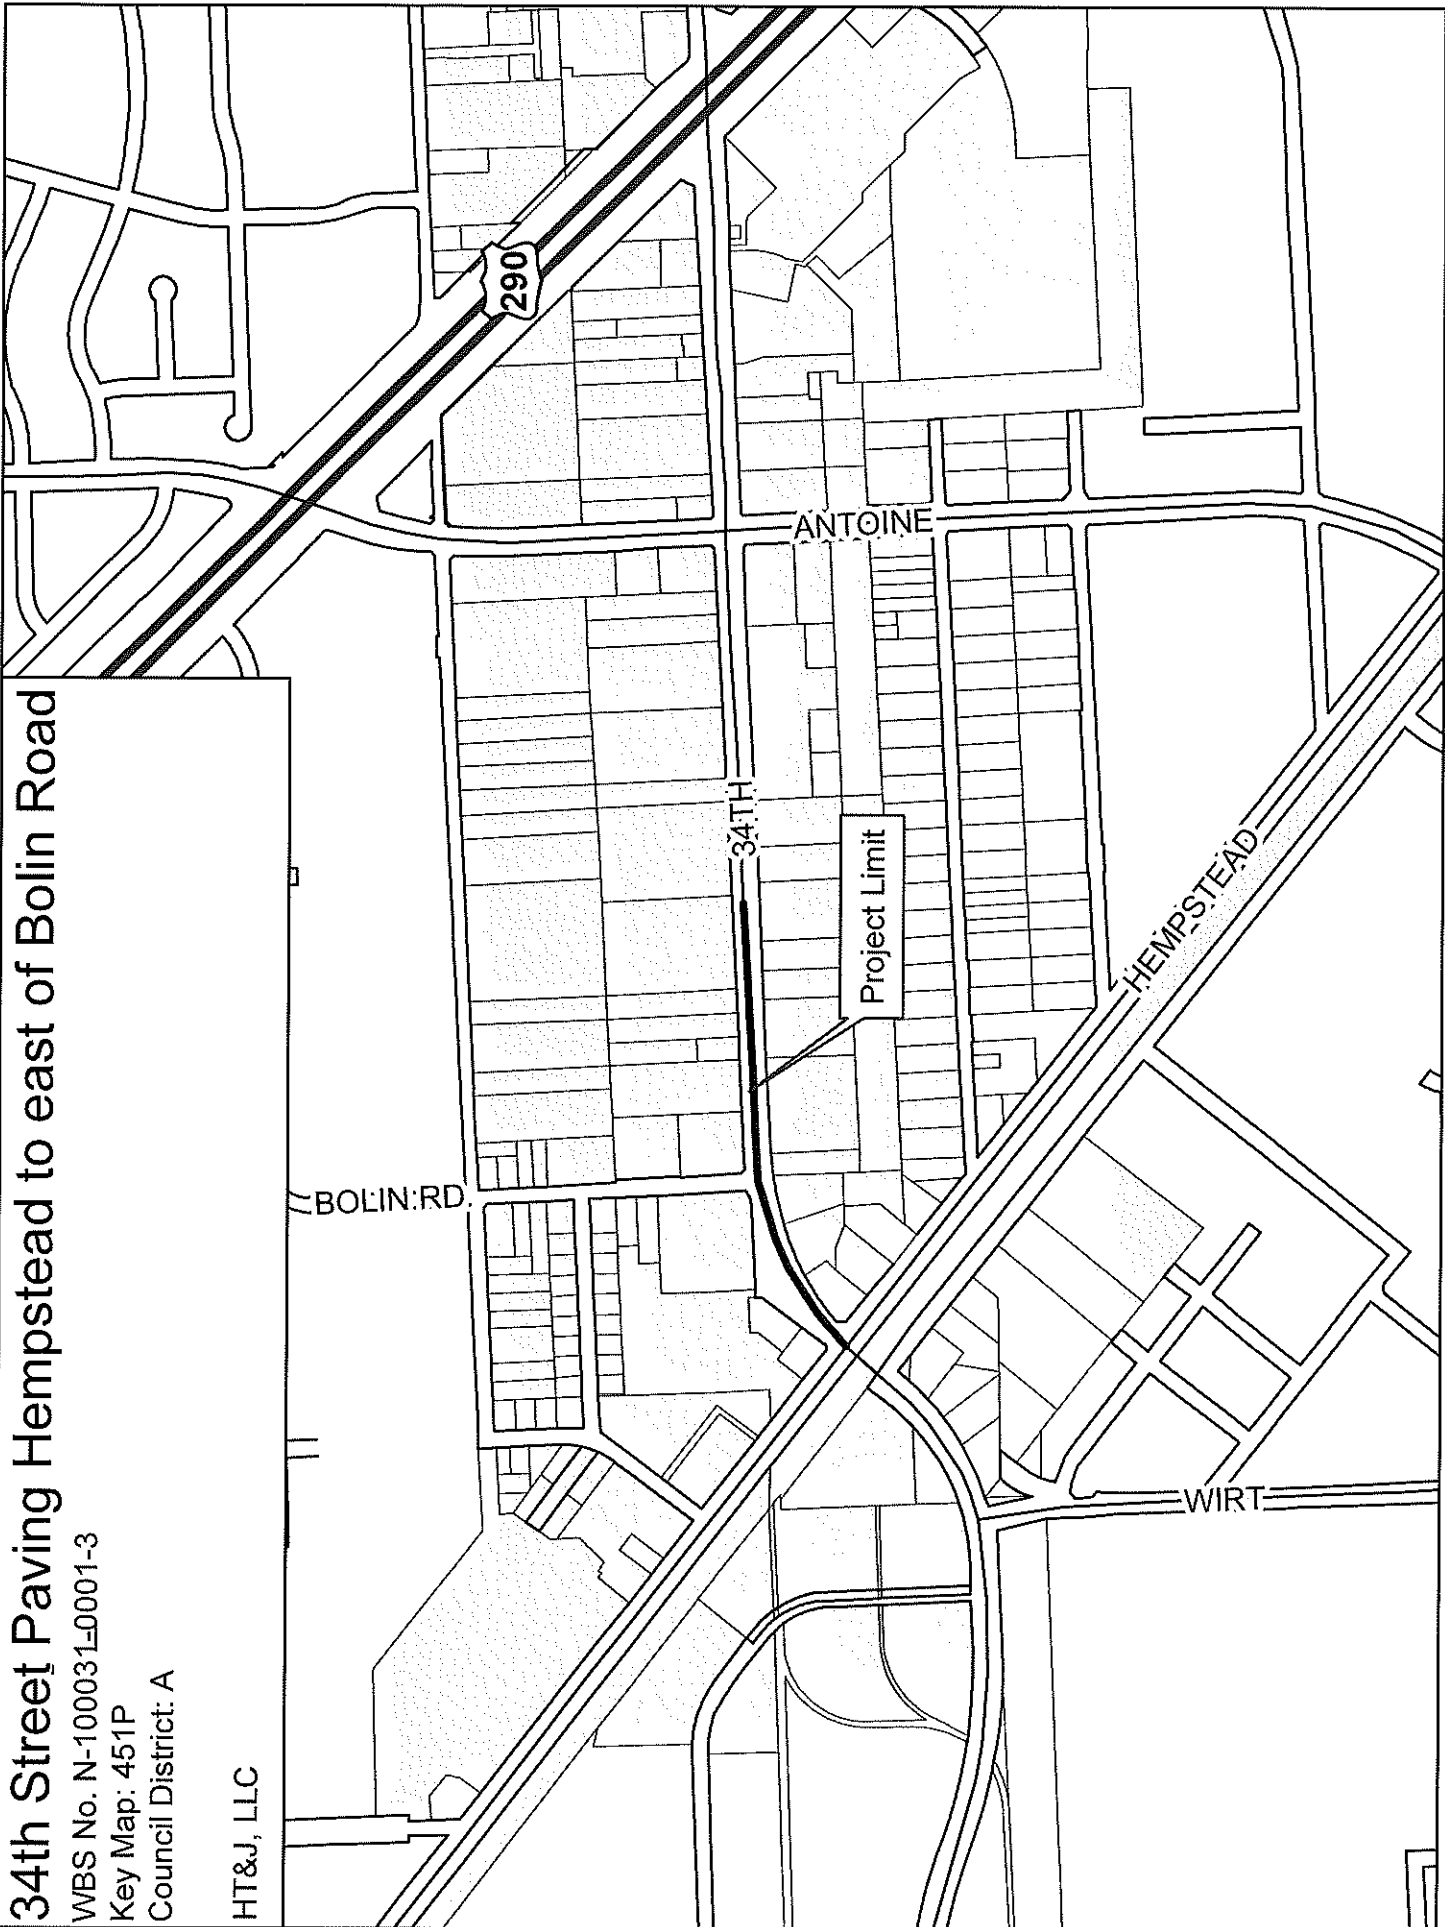 34th Street Paving Hempstead to east of Bolin Road
WBS No. N-100031-0001-3
Key Map: 451P
Council District: A
HT&J, LLC
290
BOLIN RD
ANTOINE
34TH
Project Limit
HEMPSTEAD
WIRT